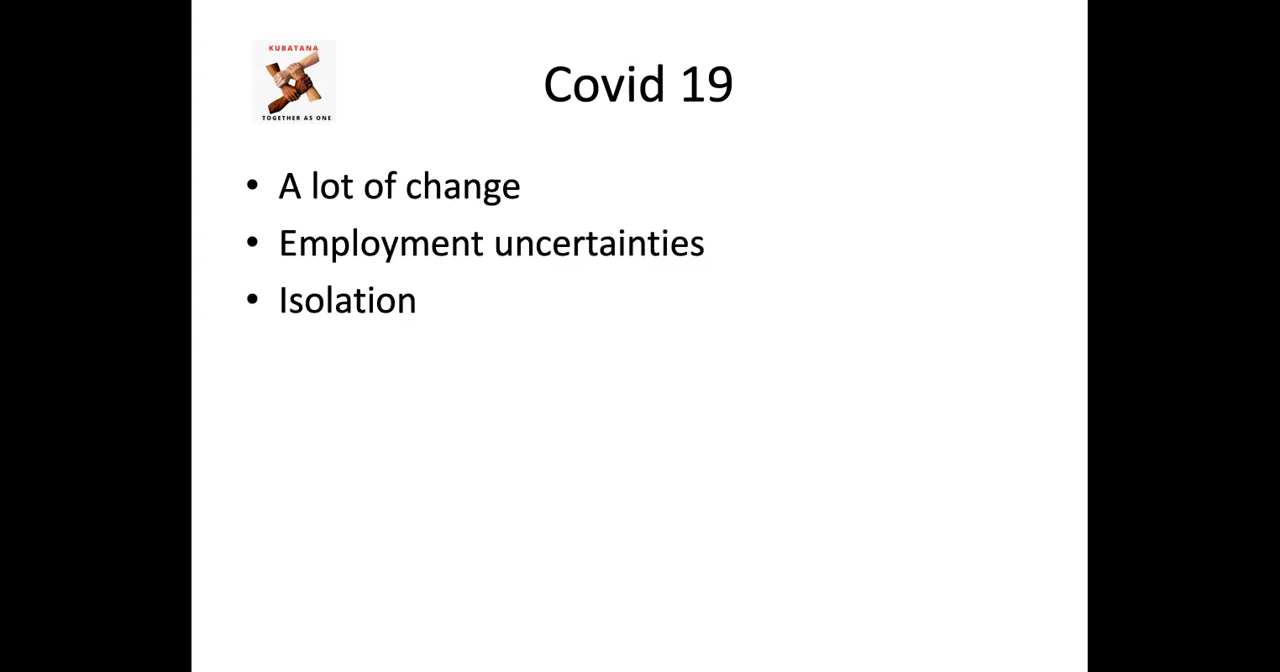 KUBATANA
TOGETHER AS ONE
Covid 19
• A lot of change
• Employment uncertainties
• Isolation